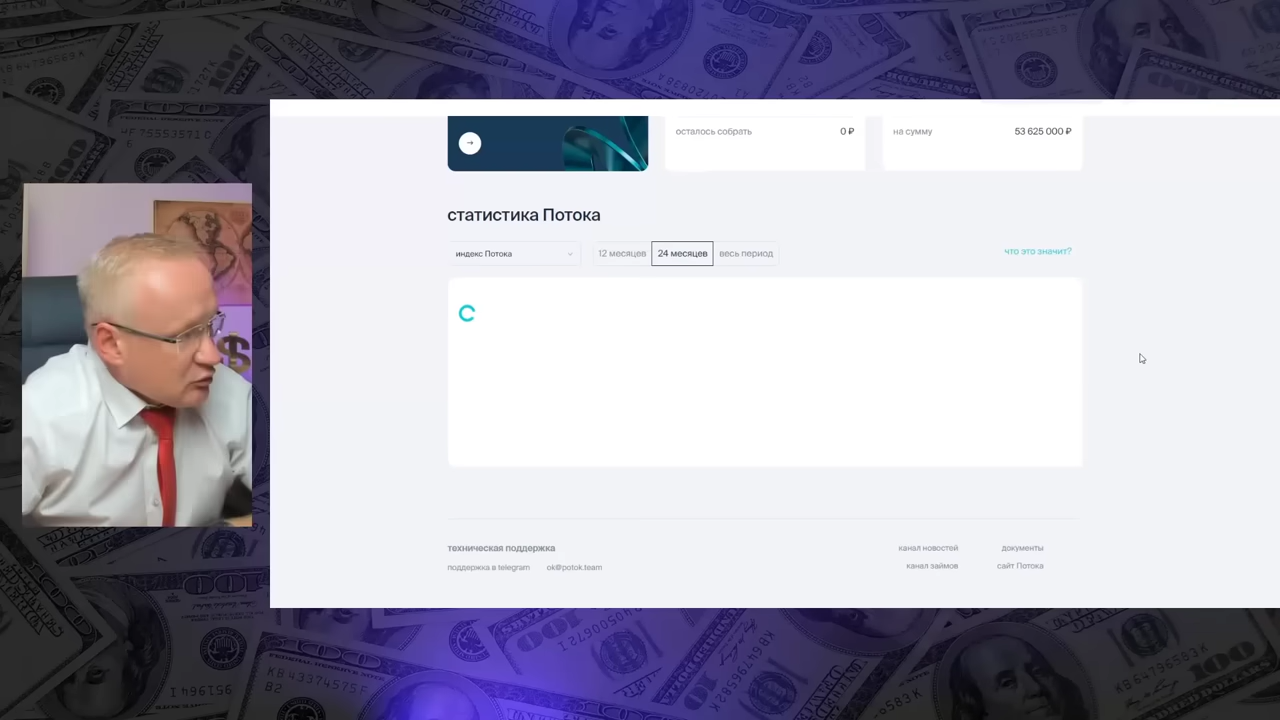 осталось собрать 0 ₽
на сумму 53 625 000 ₽
статистика Потока
индекс Потока
12 месяцев 24 месяцев весь период
что это значит?
техническая поддержка
поддержка в telegram ok@potok.team
канал новостей документы
канал займов сайт Потока